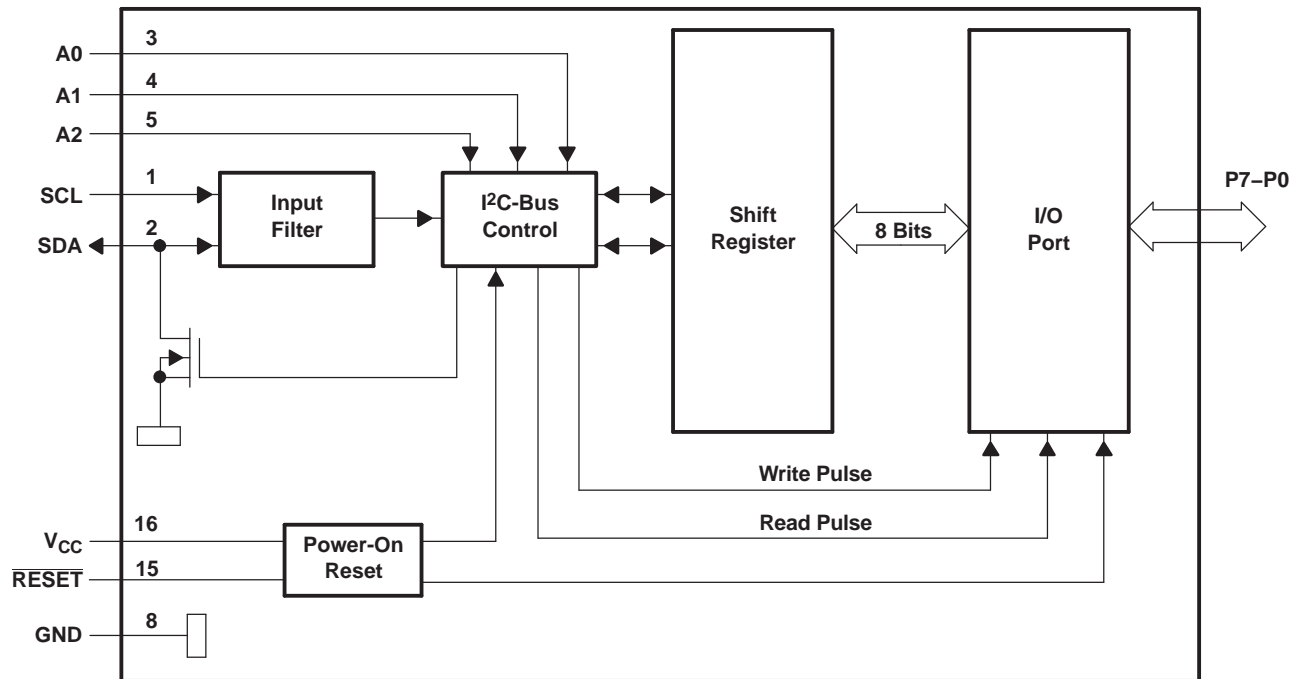 A0
3
A1
4
A2
5
SCL
1
SDA
2
Input
Filter
I²C-Bus
Control
Shift
Register
8 Bits
I/O
Port
P7–P0
Write Pulse
Read Pulse
VCC
16
RESET
15
Power-On
Reset
GND
8